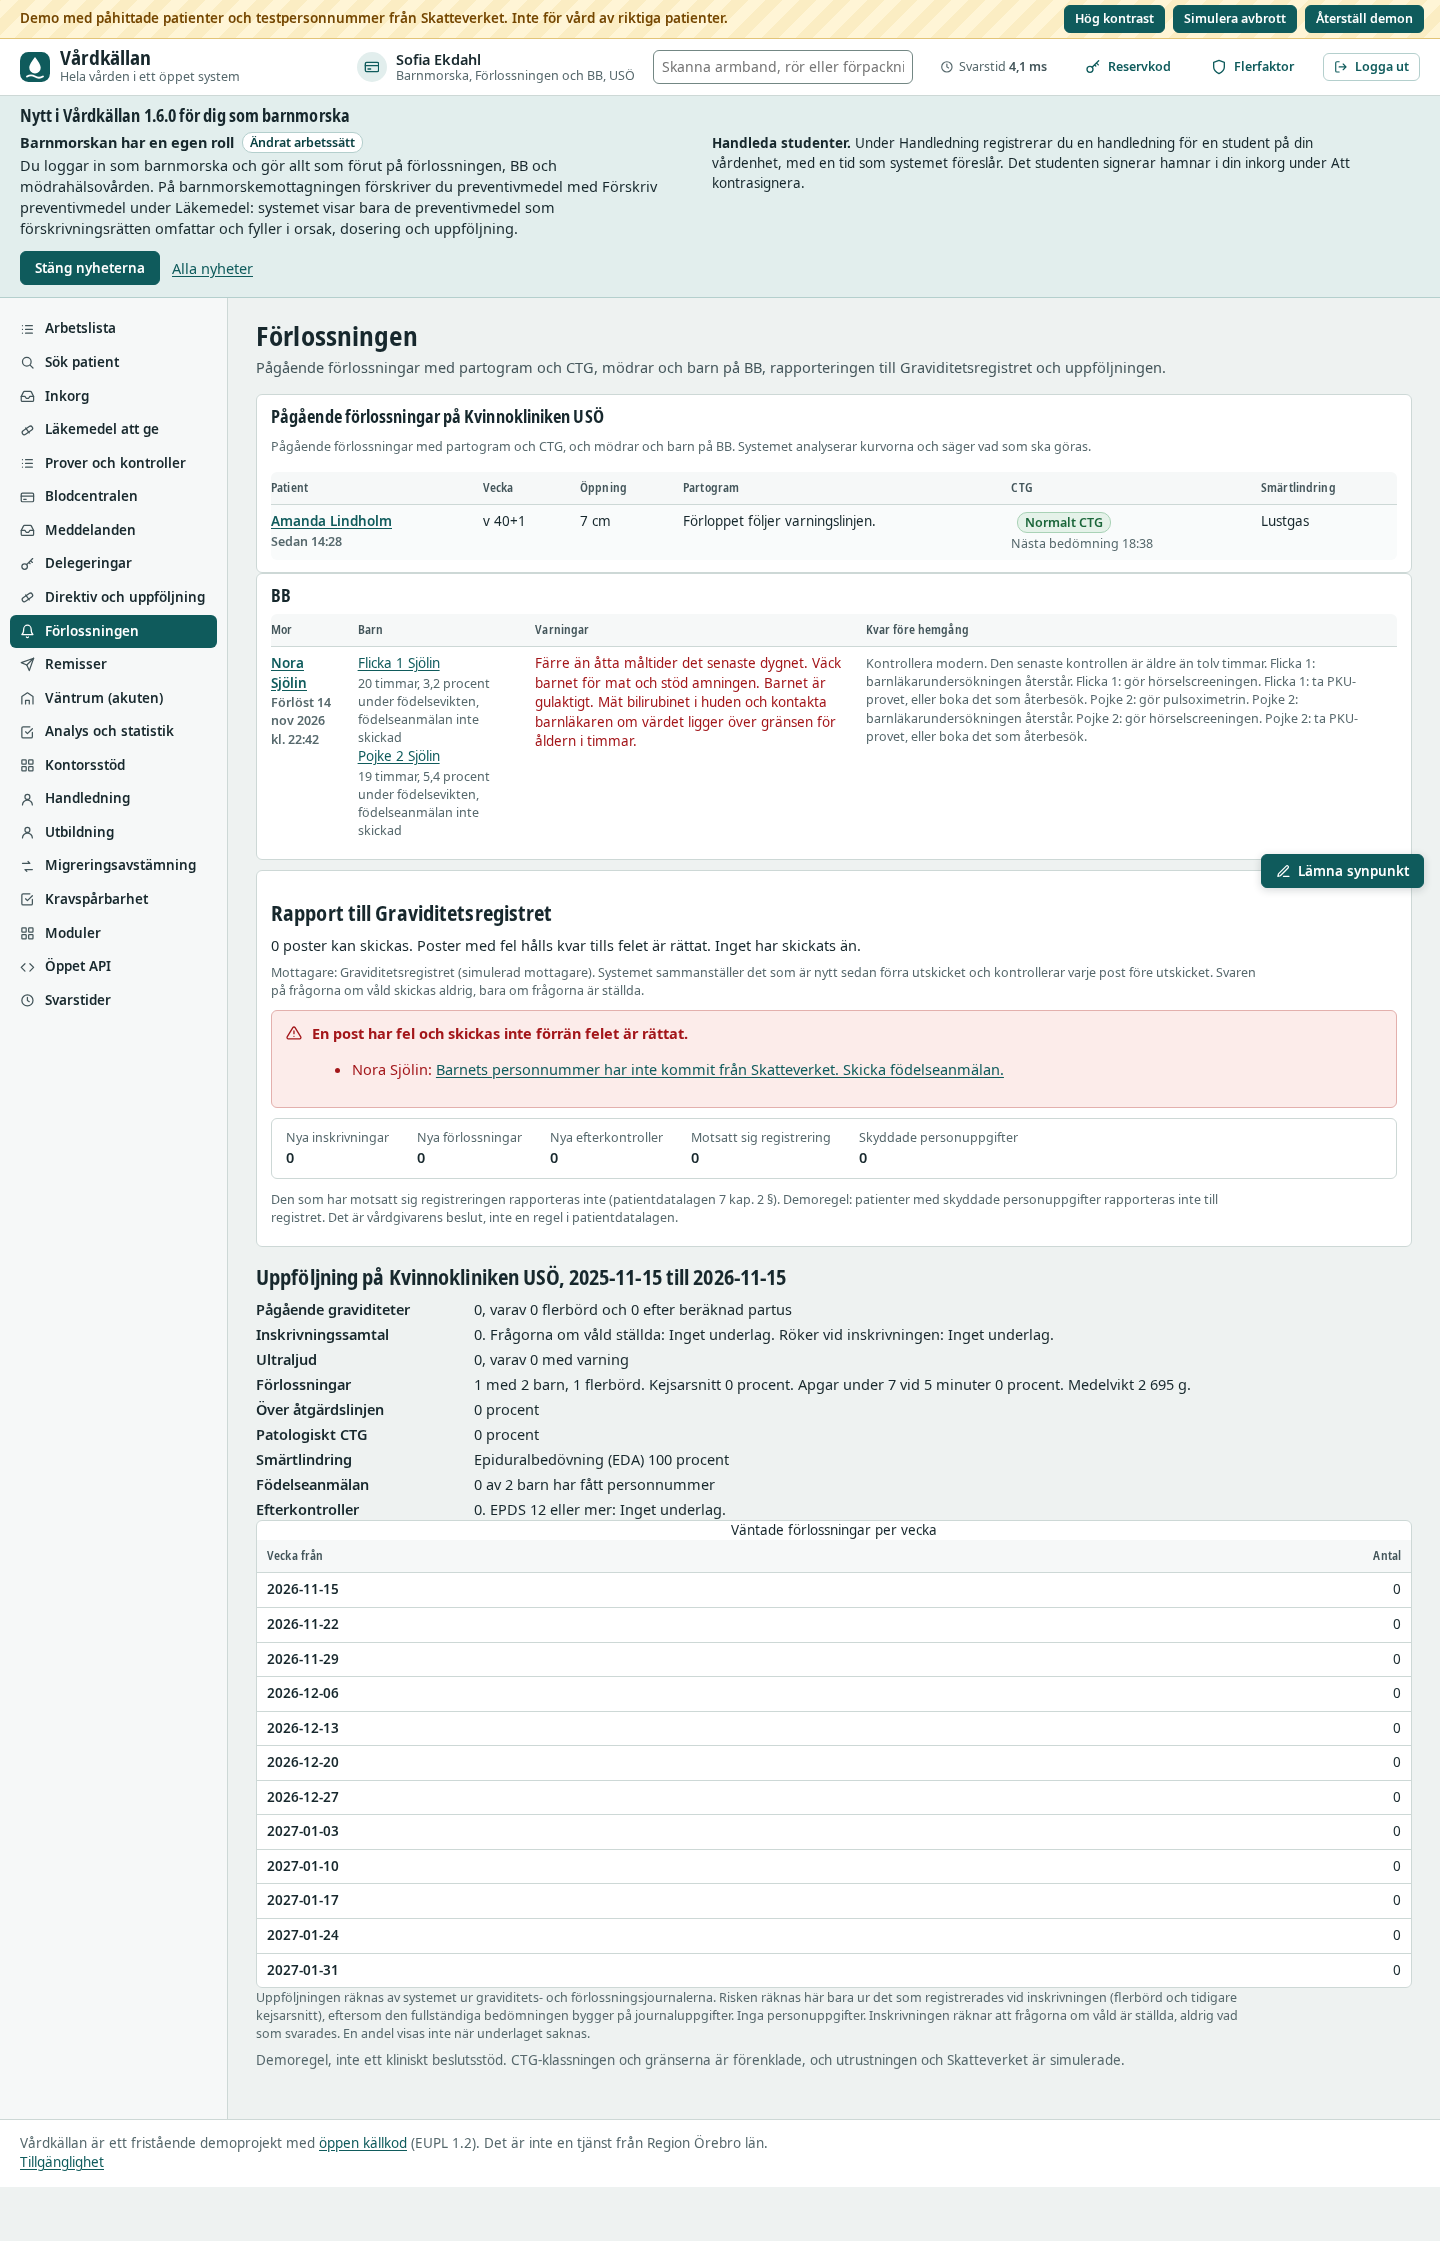 Demo med påhittade patienter och testpersonnummer från Skatteverket. Inte för vård av riktiga patienter.
Hög kontrast
Simulera avbrott
Återställ demon
Vårdkällan
Hela vården i ett öppet system
Sofia Ekdahl
Barnmorska, Förlossningen och BB, USÖ
Skanna armband, rör eller förpackni
Svarstid 4,1 ms
Reservkod
Flerfaktor
Logga ut
Nytt i Vårdkällan 1.6.0 för dig som barnmorska
Barnmorskan har en egen roll Ändrat arbetssätt
Du loggar in som barnmorska och gör allt som förut på förlossningen, BB och
mödrahälsovården. På barnmorskemottagningen förskriver du preventivmedel med Förskriv
preventivmedel under Läkemedel: systemet visar bara de preventivmedel som
förskrivningsrätten omfattar och fyller i orsak, dosering och uppföljning.
Handleda studenter. Under Handledning registrerar du en handledning för en student på din
vårdenhet, med en tid som systemet föreslår. Det studenten signerar hamnar i din inkorg under Att
kontrasignera.
Stäng nyheterna
Alla nyheter
Arbetslista
Sök patient
Inkorg
Läkemedel att ge
Prover och kontroller
Blodcentralen
Meddelanden
Delegeringar
Direktiv och uppföljning
Förlossningen
Remisser
Väntrum (akuten)
Analys och statistik
Kontorsstöd
Handledning
Utbildning
Migreringsavstämning
Kravspårbarhet
Moduler
Öppet API
Svarstider
Förlossningen
Pågående förlossningar med partogram och CTG, mödrar och barn på BB, rapporteringen till Graviditetsregistret och uppföljningen.
Pågående förlossningar på Kvinnokliniken USÖ
Pågående förlossningar med partogram och CTG, och mödrar och barn på BB. Systemet analyserar kurvorna och säger vad som ska göras.
Patient Vecka Öppning Partogram CTG Smärtlindring
Amanda Lindholm v 40+1 7 cm Förloppet följer varningslinjen. Normalt CTG Lustgas
Sedan 14:28 Nästa bedömning 18:38
BB
Mor Barn Varningar Kvar före hemgång
Nora
Sjölin
Förlöst 14
nov 2026
kl. 22:42
Flicka 1 Sjölin
20 timmar, 3,2 procent
under födelsevikten,
födelseanmälan inte
skickad
Pojke 2 Sjölin
19 timmar, 5,4 procent
under födelsevikten,
födelseanmälan inte
skickad
Färre än åtta måltider det senaste dygnet. Väck
barnet för mat och stöd amningen. Barnet är
gulaktigt. Mät bilirubinet i huden och kontakta
barnläkaren om värdet ligger över gränsen för
åldern i timmar.
Kontrollera modern. Den senaste kontrollen är äldre än tolv timmar. Flicka 1:
barnläkarundersökningen återstår. Flicka 1: gör hörselscreeningen. Flicka 1: ta PKU-
provet, eller boka det som återbesök. Pojke 2: gör pulsoximetrin. Pojke 2:
barnläkarundersökningen återstår. Pojke 2: gör hörselscreeningen. Pojke 2: ta PKU-
provet, eller boka det som återbesök.
Lämna synpunkt
Rapport till Graviditetsregistret
0 poster kan skickas. Poster med fel hålls kvar tills felet är rättat. Inget har skickats än.
Mottagare: Graviditetsregistret (simulerad mottagare). Systemet sammanställer det som är nytt sedan förra utskicket och kontrollerar varje post före utskicket. Svaren
på frågorna om våld skickas aldrig, bara om frågorna är ställda.
En post har fel och skickas inte förrän felet är rättat.
Nora Sjölin: Barnets personnummer har inte kommit från Skatteverket. Skicka födelseanmälan.
Nya inskrivningar Nya förlossningar Nya efterkontroller Motsatt sig registrering Skyddade personuppgifter
0 0 0 0 0
Den som har motsatt sig registreringen rapporteras inte (patientdatalagen 7 kap. 2 §). Demoregel: patienter med skyddade personuppgifter rapporteras inte till
registret. Det är vårdgivarens beslut, inte en regel i patientdatalagen.
Uppföljning på Kvinnokliniken USÖ, 2025-11-15 till 2026-11-15
Pågående graviditeter 0, varav 0 flerbörd och 0 efter beräknad partus
Inskrivningssamtal 0. Frågorna om våld ställda: Inget underlag. Röker vid inskrivningen: Inget underlag.
Ultraljud 0, varav 0 med varning
Förlossningar 1 med 2 barn, 1 flerbörd. Kejsarsnitt 0 procent. Apgar under 7 vid 5 minuter 0 procent. Medelvikt 2 695 g.
Över åtgärdslinjen 0 procent
Patologiskt CTG 0 procent
Smärtlindring Epiduralbedövning (EDA) 100 procent
Födelseanmälan 0 av 2 barn har fått personnummer
Efterkontroller 0. EPDS 12 eller mer: Inget underlag.
Väntade förlossningar per vecka
Vecka från Antal
2026-11-15 0
2026-11-22 0
2026-11-29 0
2026-12-06 0
2026-12-13 0
2026-12-20 0
2026-12-27 0
2027-01-03 0
2027-01-10 0
2027-01-17 0
2027-01-24 0
2027-01-31 0
Uppföljningen räknas av systemet ur graviditets- och förlossningsjournalerna. Risken räknas här bara ur det som registrerades vid inskrivningen (flerbörd och tidigare
kejsarsnitt), eftersom den fullständiga bedömningen bygger på journaluppgifter. Inga personuppgifter. Inskrivningen räknar att frågorna om våld är ställda, aldrig vad
som svarades. En andel visas inte när underlaget saknas.
Demoregel, inte ett kliniskt beslutsstöd. CTG-klassningen och gränserna är förenklade, och utrustningen och Skatteverket är simulerade.
Vårdkällan är ett fristående demoprojekt med öppen källkod (EUPL 1.2). Det är inte en tjänst från Region Örebro län.
Tillgänglighet